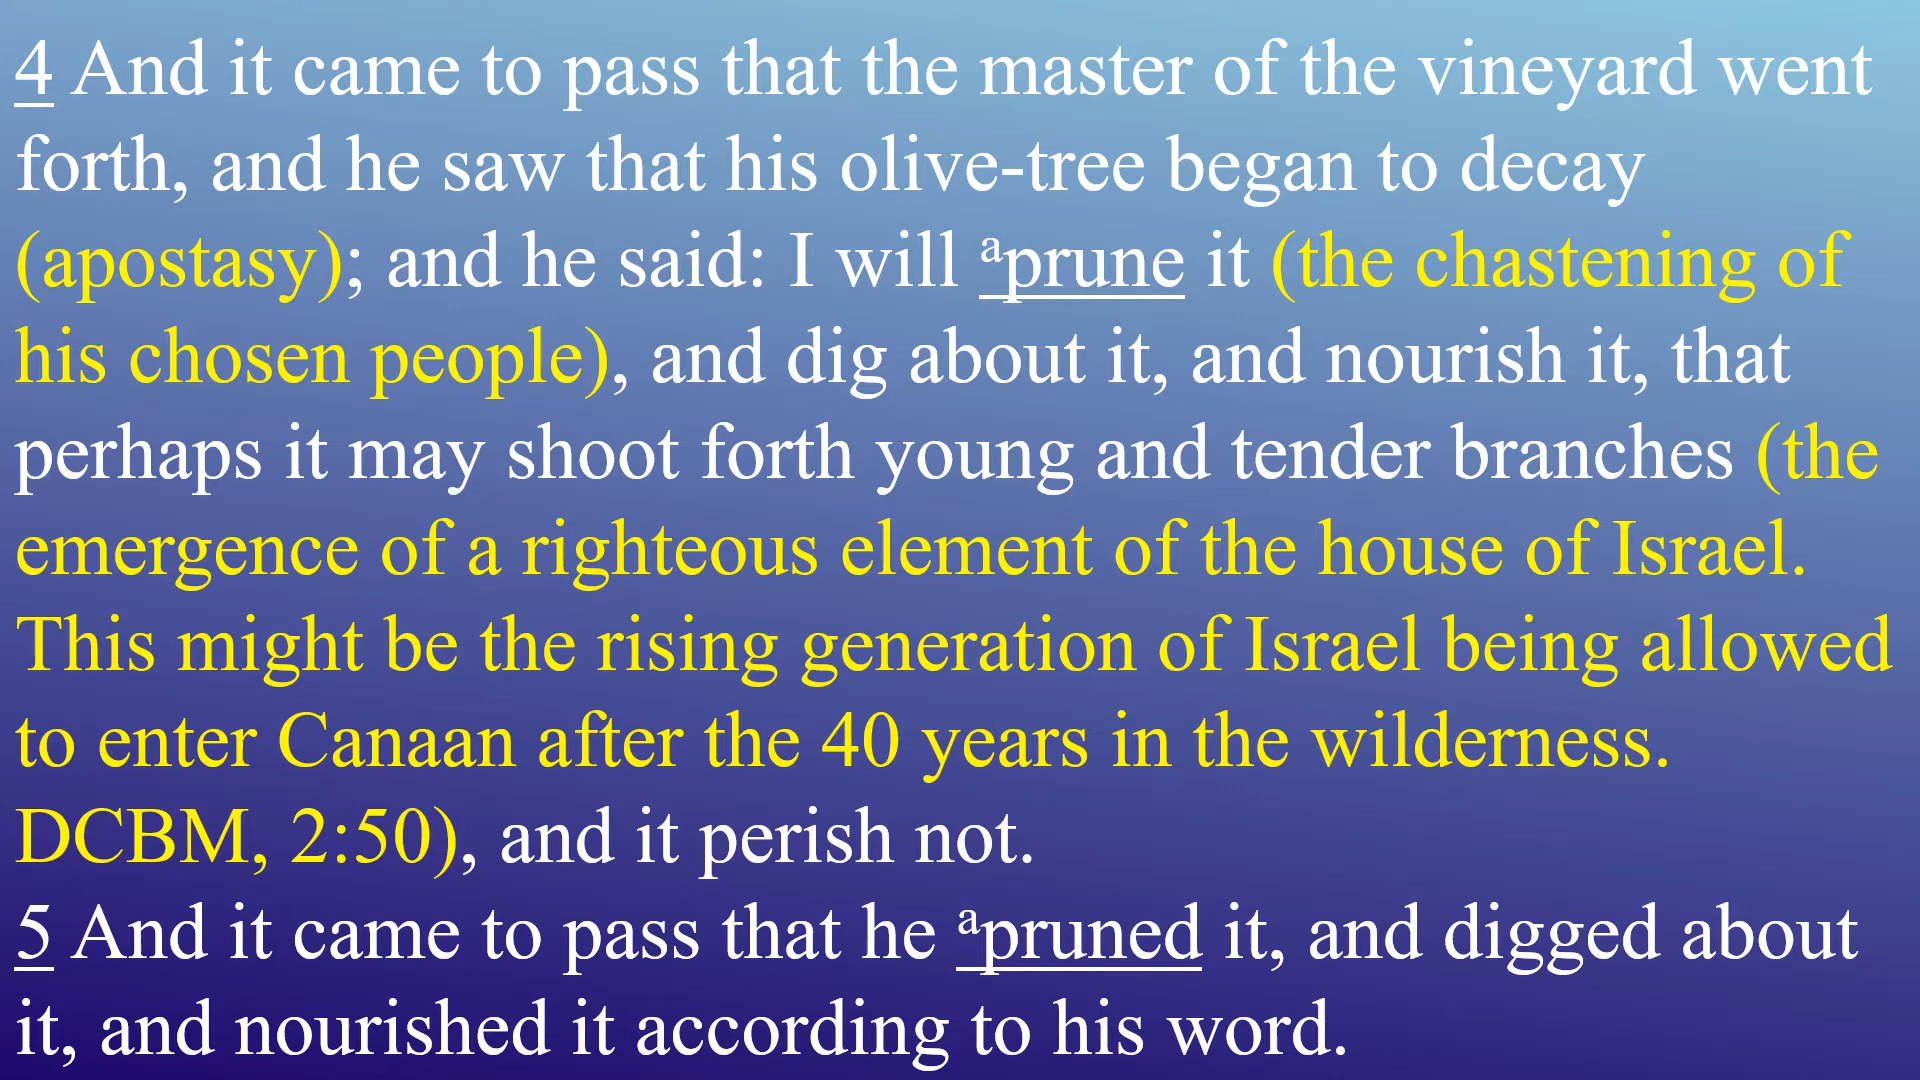 4 And it came to pass that the master of the vineyard went
forth, and he saw that his olive-tree began to decay
(apostasy); and he said: I will aprune it (the chastening of
his chosen people), and dig about it, and nourish it, that
perhaps it may shoot forth young and tender branches (the
emergence of a righteous element of the house of Israel.
This might be the rising generation of Israel being allowed
to enter Canaan after the 40 years in the wilderness.
DCBM, 2:50), and it perish not.
5 And it came to pass that he apruned it, and digged about
it, and nourished it according to his word.